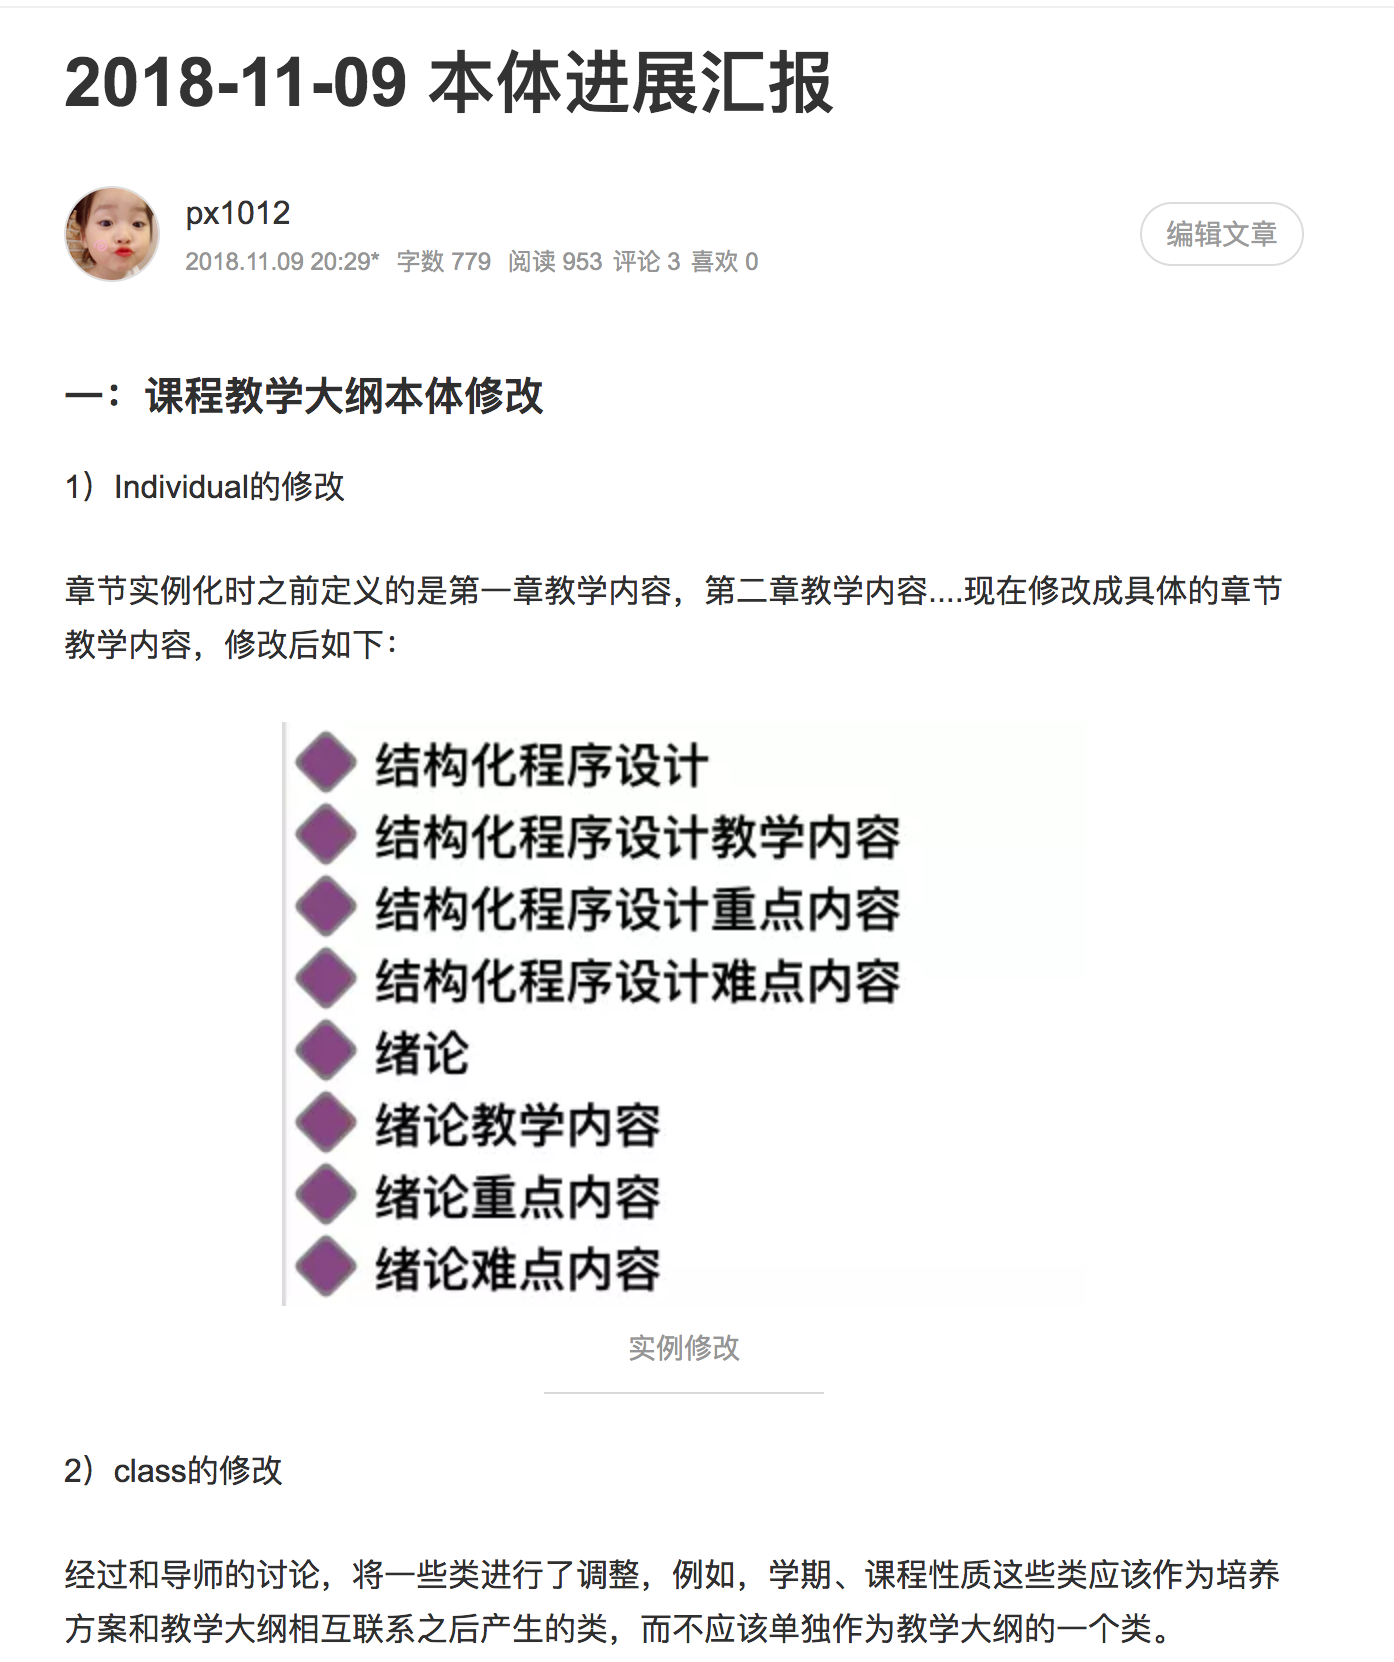 2018-11-09 本体进展汇报
px1012
编辑文章
2018.11.09 20:29* 字数 779 阅读 953 评论 3 喜欢 0
一：课程教学大纲本体修改
1）Individual的修改
章节实例化时之前定义的是第一章教学内容，第二章教学内容....现在修改成具体的章节
教学内容，修改后如下：
结构化程序设计
结构化程序设计教学内容
结构化程序设计重点内容
结构化程序设计难点内容
绪论
绪论教学内容
绪论重点内容
绪论难点内容
实例修改
2）class的修改
经过和导师的讨论，将一些类进行了调整，例如，学期、课程性质这些类应该作为培养
方案和教学大纲相互联系之后产生的类，而不应该单独作为教学大纲的一个类。